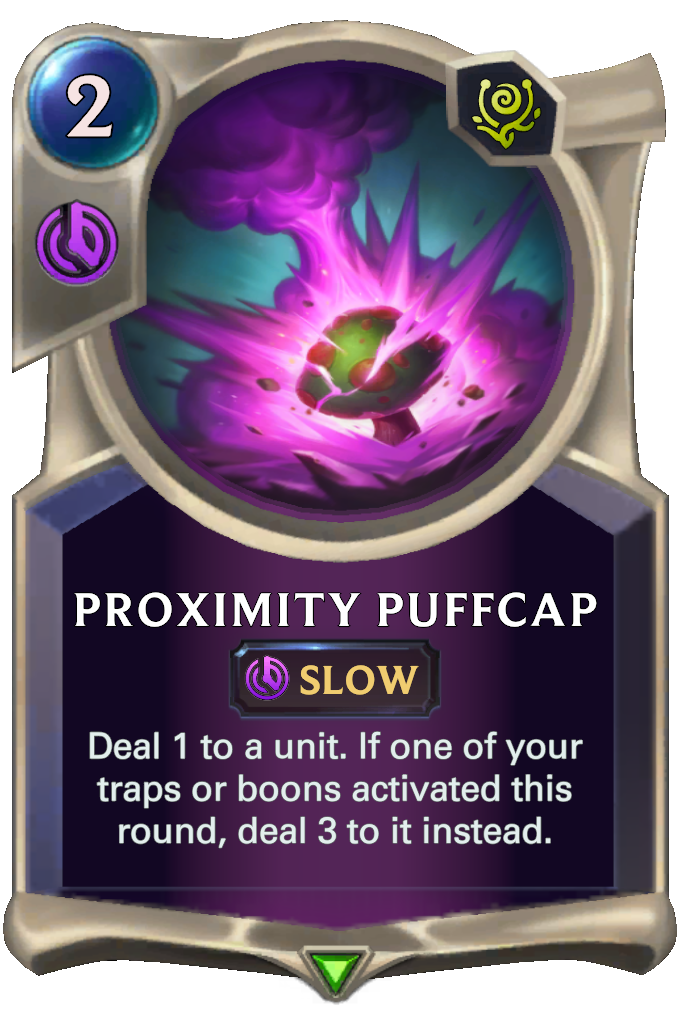 2
PROXIMITY PUFFCAP
SLOW
Deal 1 to a unit. If one of your
traps or boons activated this
round, deal 3 to it instead.